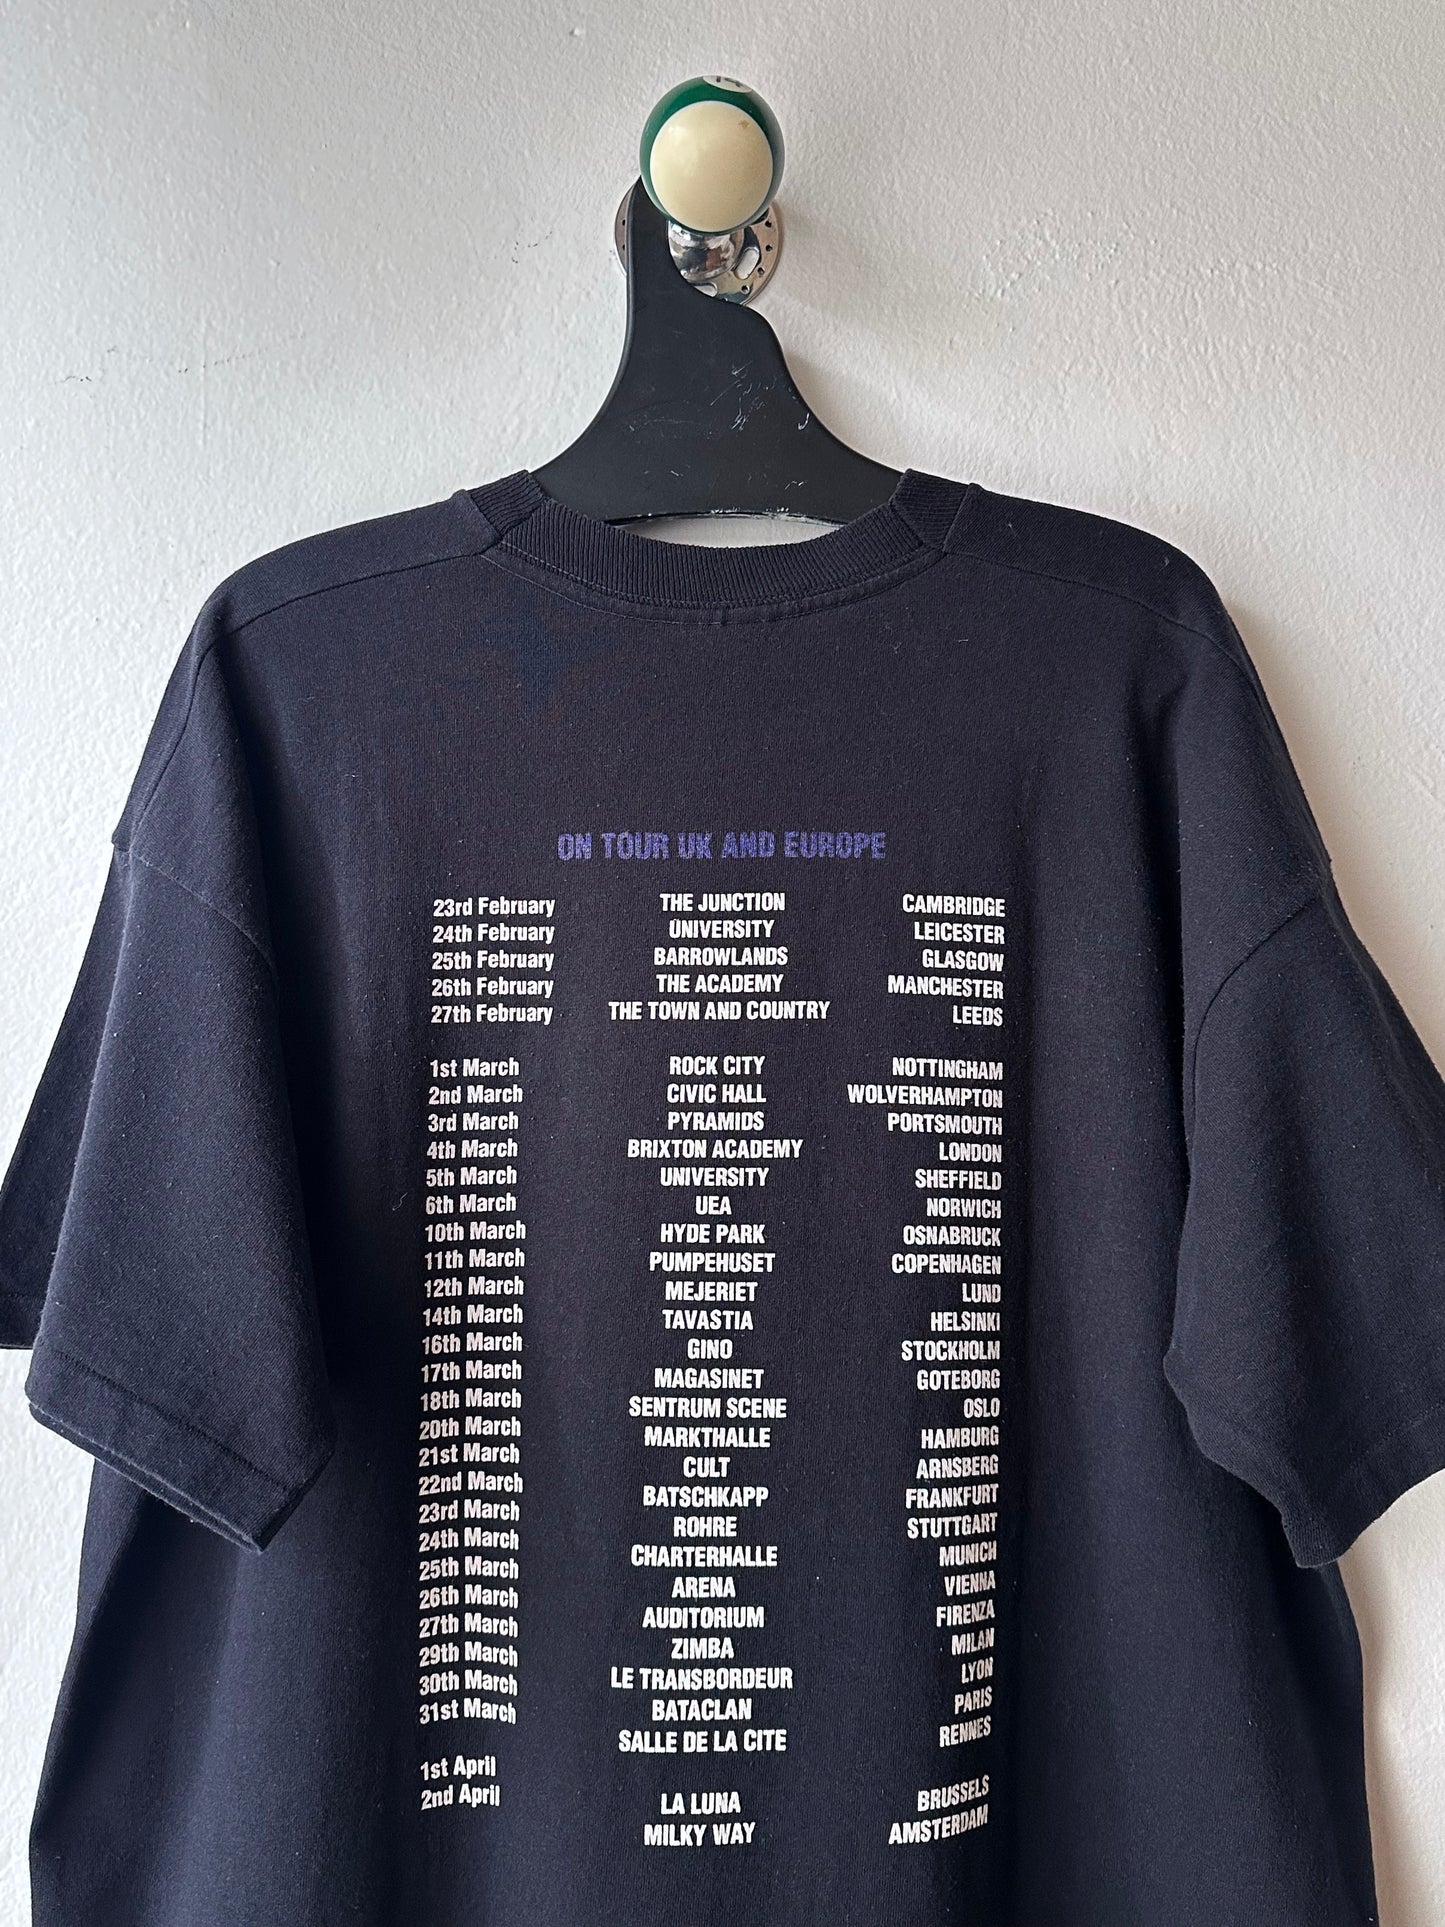 14
ON TOUR UK AND EUROPE
23rd February THE JUNCTION CAMBRIDGE
24th February UNIVERSITY LEICESTER
25th February BARROWLANDS GLASGOW
26th February THE ACADEMY MANCHESTER
27th February THE TOWN AND COUNTRY LEEDS
1st March ROCK CITY NOTTINGHAM
2nd March CIVIC HALL WOLVERHAMPTON
3rd March PYRAMIDS PORTSMOUTH
4th March BRIXTON ACADEMY LONDON
5th March UNIVERSITY SHEFFIELD
6th March UEA NORWICH
10th March HYDE PARK OSNABRUCK
11th March PUMPEHUSET COPENHAGEN
12th March MEJERIET LUND
14th March TAVASTIA HELSINKI
16th March GINO STOCKHOLM
17th March MAGASINET GOTEBORG
18th March SENTRUM SCENE OSLO
20th March MARKTHALLE HAMBURG
21st March CULT ARNSBERG
22nd March BATSCHKAPP FRANKFURT
23rd March ROHRE STUTTGART
24th March CHARTERHALLE MUNICH
25th March ARENA VIENNA
26th March AUDITORIUM FIRENZA
27th March ZIMBA MILAN
29th March LE TRANSBORDEUR LYON
30th March BATACLAN PARIS
31st March SALLE DE LA CITE RENNES
1st April LA LUNA BRUSSELS
2nd April MILKY WAY AMSTERDAM